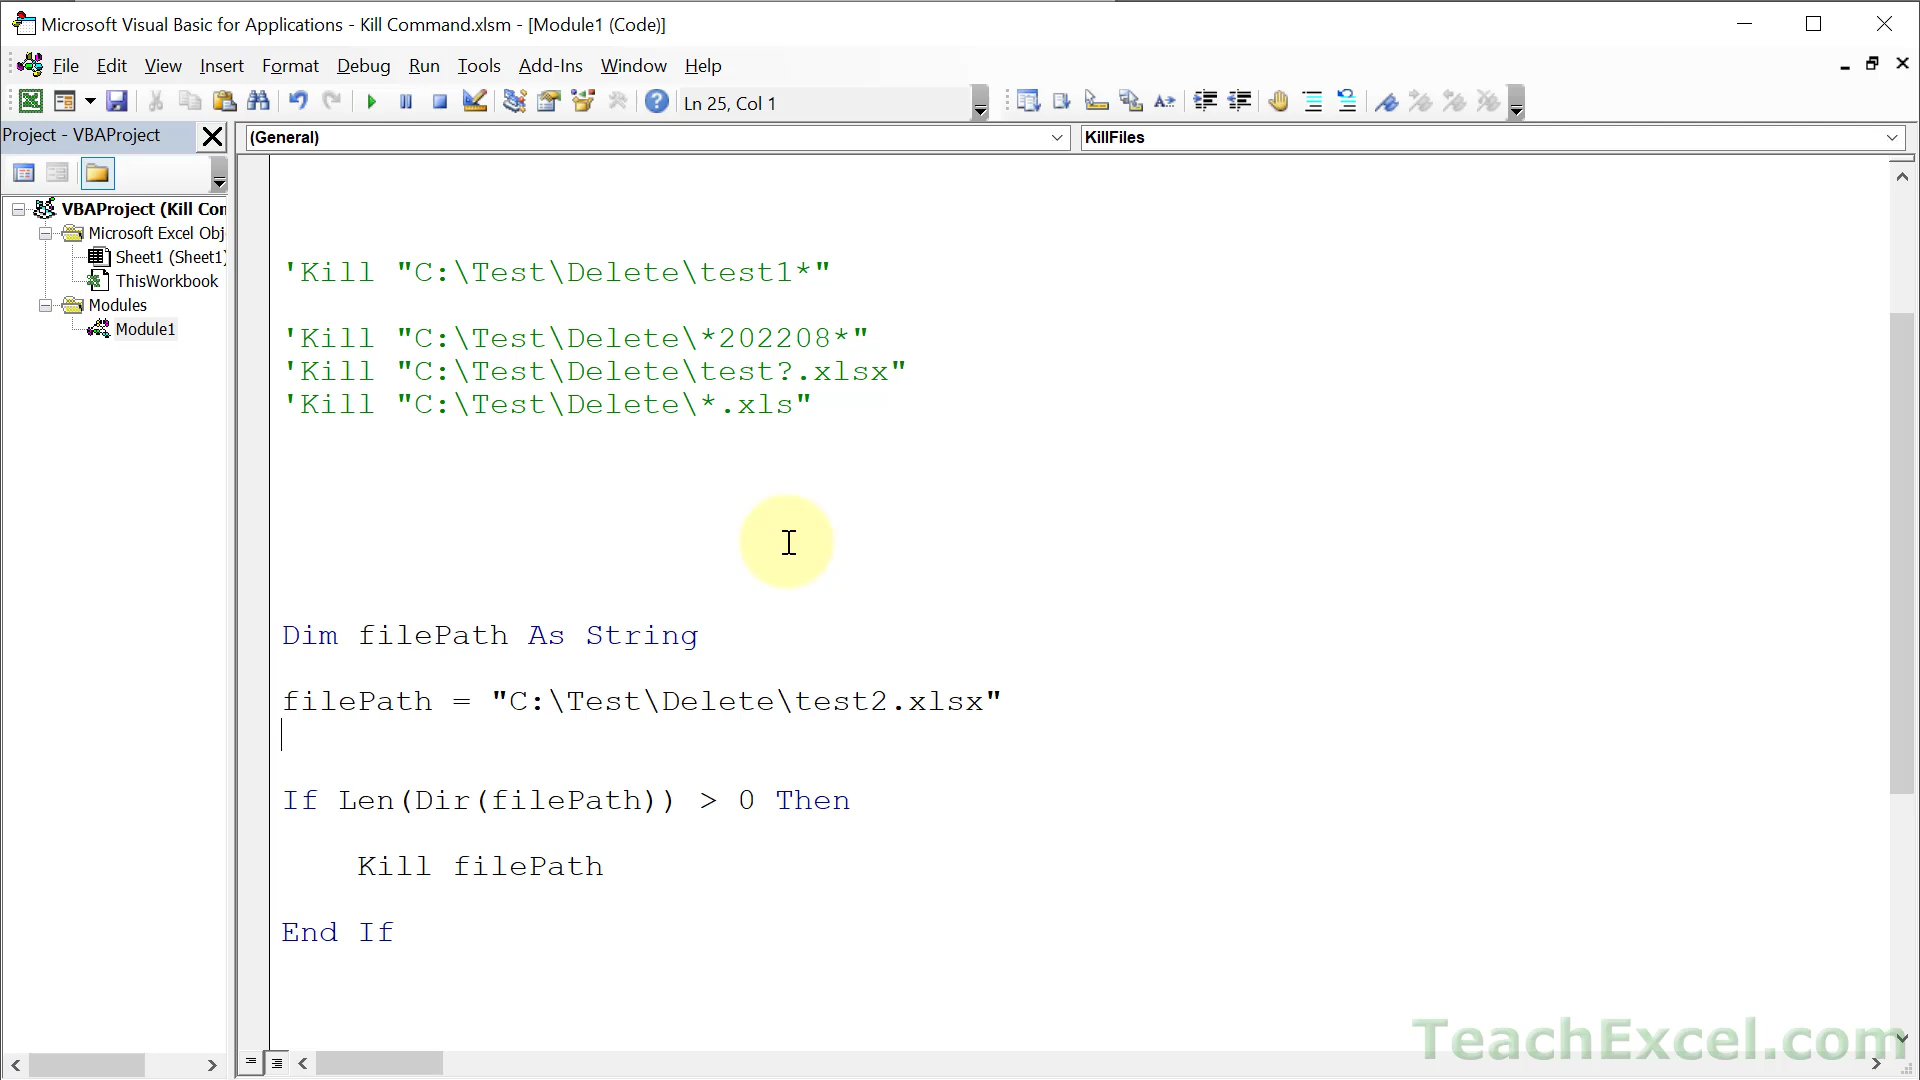 Microsoft Visual Basic for Applications - Kill Command.xlsm - [Module1 (Code)]
File Edit View Insert Format Debug Run Tools Add-Ins Window Help
Ln 25, Col 1
Project - VBAProject
(General)
KillFiles
VBAProject (Kill Con
Microsoft Excel Obj
Sheet1 (Sheet1)
ThisWorkbook
Modules
Module1
'Kill "C:\Test\Delete\test1*"
'Kill "C:\Test\Delete\*202208*"
'Kill "C:\Test\Delete\test?.xlsx"
'Kill "C:\Test\Delete\*.xls"
Dim filePath As String
filePath = "C:\Test\Delete\test2.xlsx"
If Len(Dir(filePath)) > 0 Then
Kill filePath
End If
TeachExcel.com